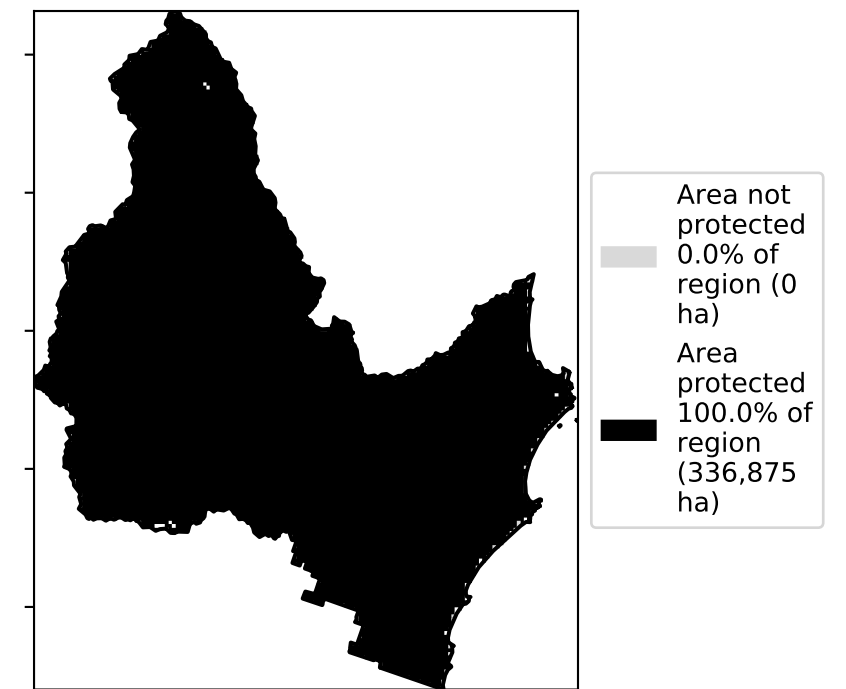 Area not
protected
0.0% of
region (0
ha)
Area
protected
100.0% of
region
(336,875
ha)